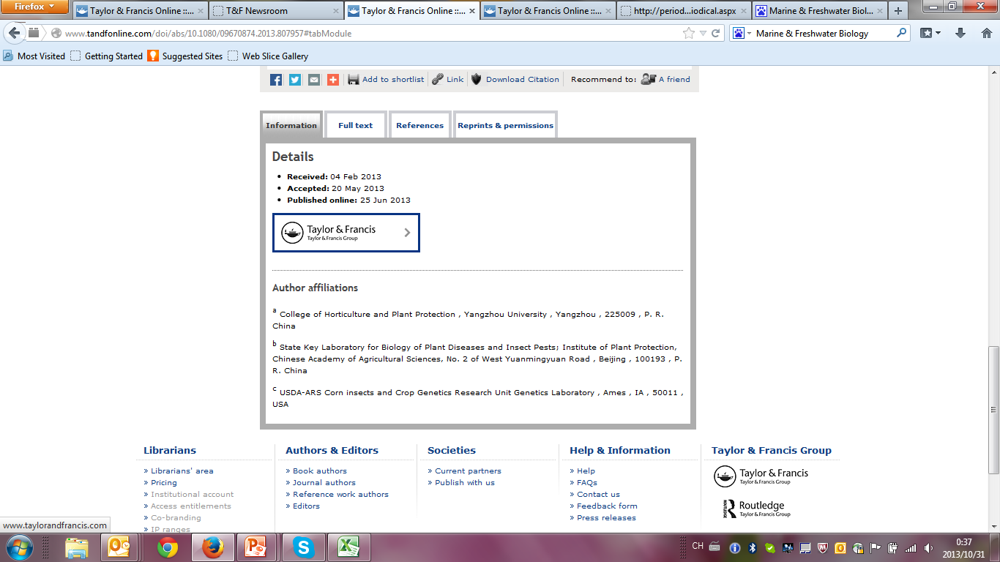 Firefox
Taylor & Francis Online ::...
T&F Newsroom
Taylor & Francis Online ::...
Taylor & Francis Online ::...
http://period...iodical.aspx
Marine & Freshwater Biol...
www.tandfonline.com/doi/abs/10.1080/09670874.2013.807957#tabModule
Marine & Freshwater Biology
Most Visited
Getting Started
Suggested Sites
Web Slice Gallery
Add to shortlist
Link
Download Citation
Recommend to:
A friend
Information
Full text
References
Reprints & permissions
Details
• Received: 04 Feb 2013
• Accepted: 20 May 2013
• Published online: 25 Jun 2013
Taylor & Francis
Taylor & Francis Group
Author affiliations
a College of Horticulture and Plant Protection , Yangzhou University , Yangzhou , 225009 , P. R.
China
b State Key Laboratory for Biology of Plant Diseases and Insect Pests; Institute of Plant Protection,
Chinese Academy of Agricultural Sciences, No. 2 of West Yuanmingyuan Road , Beijing , 100193 , P.
R. China
c USDA-ARS Corn insects and Crop Genetics Research Unit Genetics Laboratory , Ames , IA , 50011 ,
USA
Librarians
» Librarians' area
» Pricing
» Institutional account
» Access entitlements
» Co-branding
» IP ranges
Authors & Editors
» Book authors
» Journal authors
» Reference work authors
» Editors
Societies
» Current partners
» Publish with us
Help & Information
» Help
» FAQs
» Contact us
» Feedback form
» Press releases
Taylor & Francis Group
Taylor & Francis
Taylor & Francis Group
ROUTLEDGE
Routledge
Taylor & Francis Group
www.taylorandfrancis.com
CH
0:37
2013/10/31